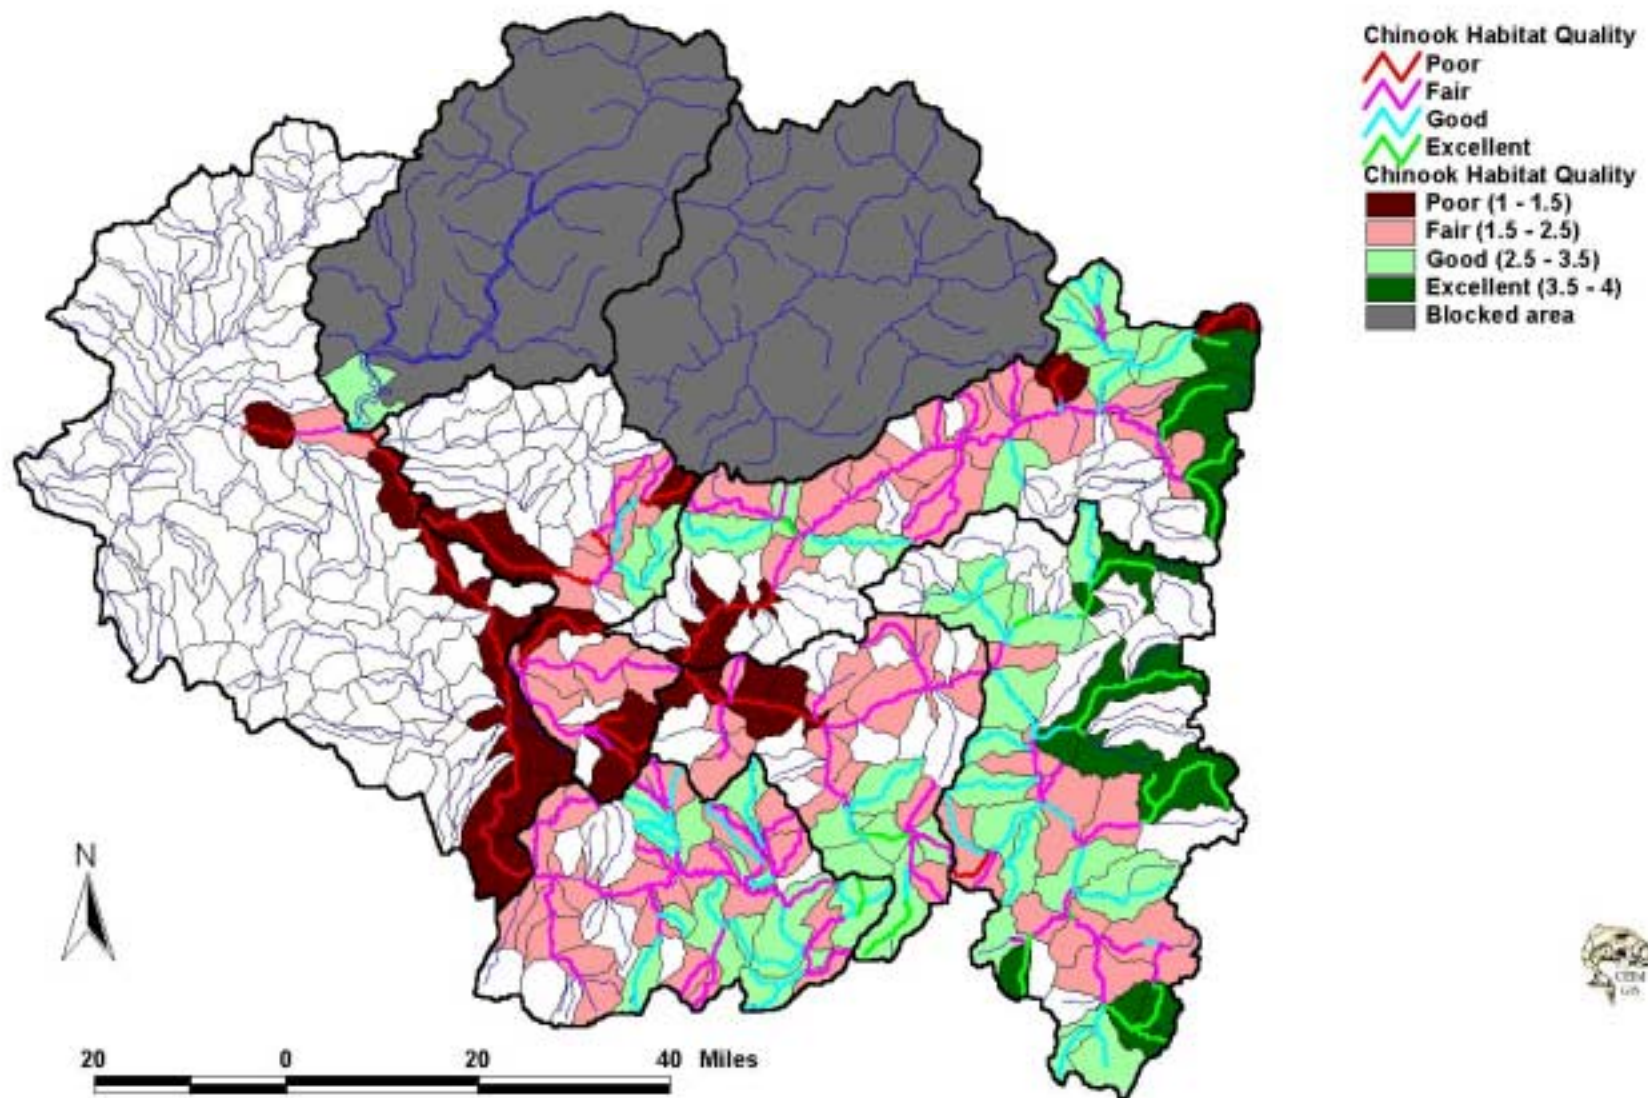 Chinook Habitat Quality
Poor
Fair
Good
Excellent
Chinook Habitat Quality
Poor (1 - 1.5)
Fair (1.5 - 2.5)
Good (2.5 - 3.5)
Excellent (3.5 - 4)
Blocked area
N
20 0 20 40 Miles